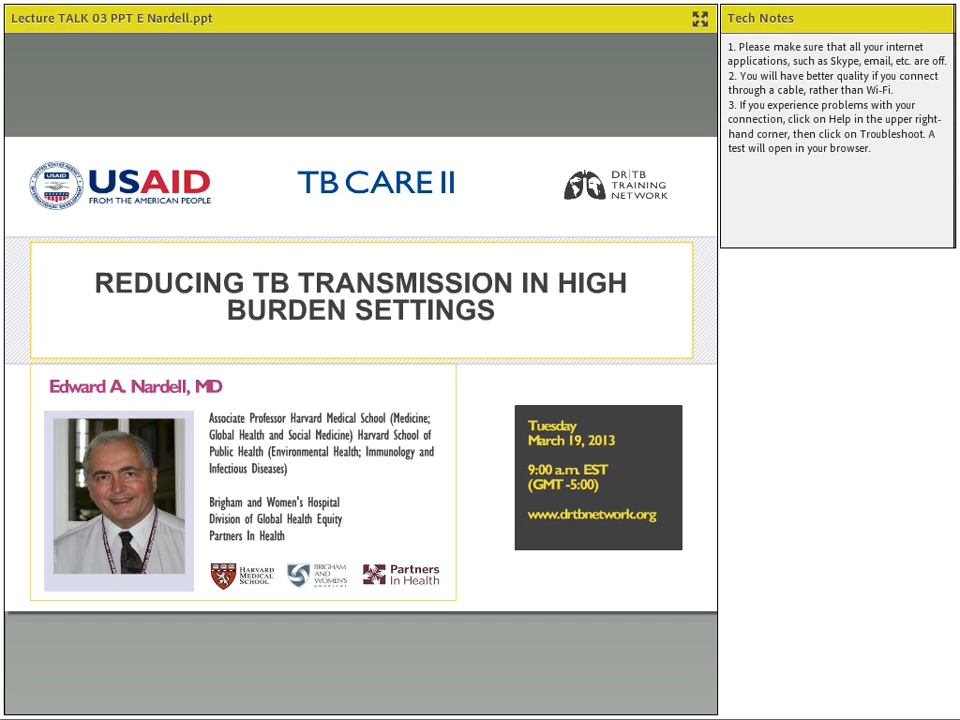 Lecture TALK 03 PPT E Nardell.ppt
USAID
FROM THE AMERICAN PEOPLE
TB CARE II
DR|TB
TRAINING
NETWORK
REDUCING TB TRANSMISSION IN HIGH
BURDEN SETTINGS
Edward A. Nardell, MD
Associate Professor Harvard Medical School (Medicine;
Global Health and Social Medicine) Harvard School of
Public Health (Environmental Health; Immunology and
Infectious Diseases)
Brigham and Women's Hospital
Division of Global Health Equity
Partners In Health
HARVARD
MEDICAL
SCHOOL
BRIGHAM
AND
WOMEN'S
HOSPITAL
Partners
In Health
Tuesday
March 19, 2013
9:00 a.m. EST
(GMT -5:00)
www.drtbnetwork.org
Tech Notes
1. Please make sure that all your internet
applications, such as Skype, email, etc. are off.
2. You will have better quality if you connect
through a cable, rather than Wi-Fi.
3. If you experience problems with your
connection, click on Help in the upper right-
hand corner, then click on Troubleshoot. A
test will open in your browser.